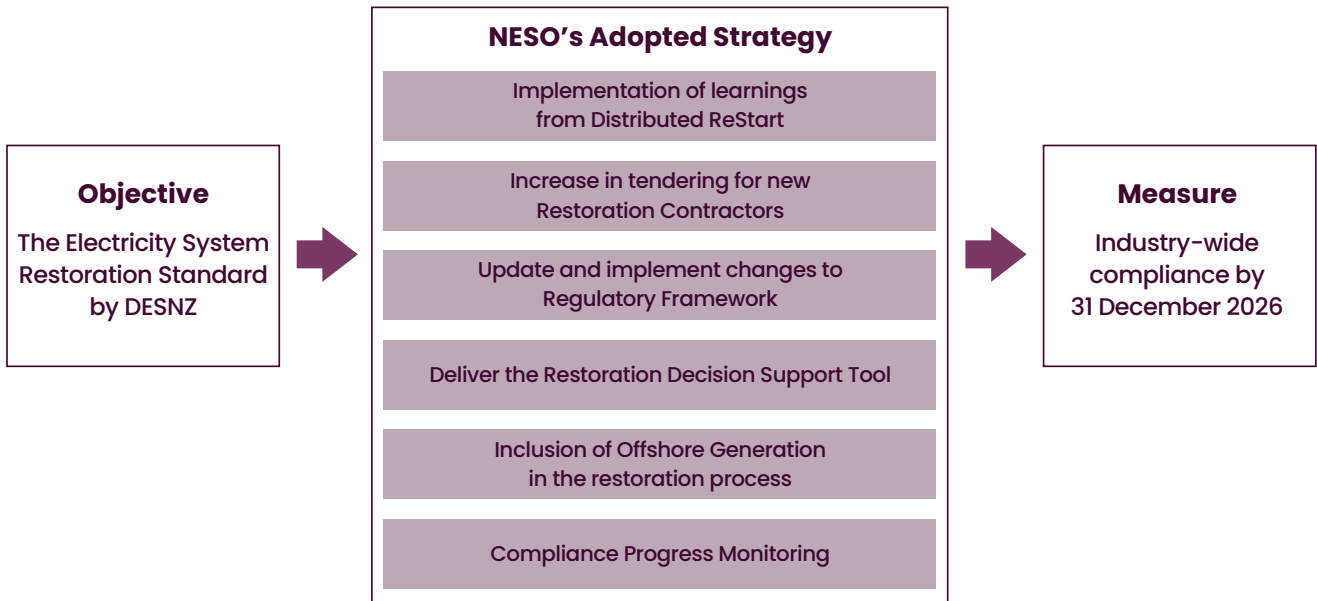 Objective
The Electricity System
Restoration Standard
by DESNZ
NESO’s Adopted Strategy
Implementation of learnings
from Distributed ReStart
Increase in tendering for new
Restoration Contractors
Update and implement changes to
Regulatory Framework
Deliver the Restoration Decision Support Tool
Inclusion of Offshore Generation
in the restoration process
Compliance Progress Monitoring
Measure
Industry-wide
compliance by
31 December 2026